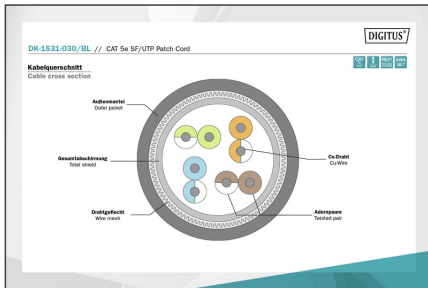 DIGITUS
DK-1531-030/BL // CAT 5e SF/UTP Patch Cord
Kabelquerschnitt
Cable cross section
Außenmantel
Outer jacket
Gesamtabschirmung
Total shield
Cu-Draht
Cu-Wire
Drahtgeflecht
Wire mesh
Adernpaare
Twisted pair